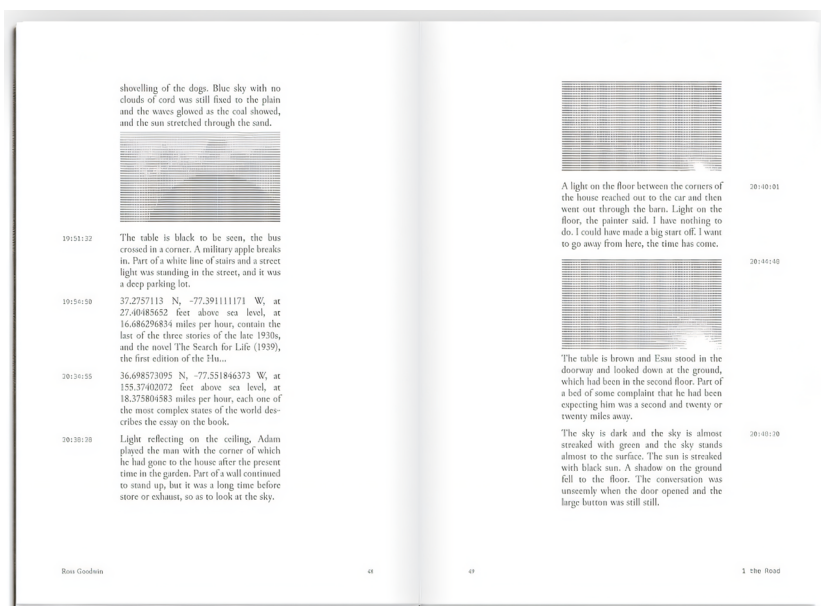 shovelling of the dogs. Blue sky with no
clouds of cord was still fixed to the plain
and the waves glowed as the coal showed,
and the sun stretched through the sand.
19:51:32
The table is black to be seen, the bus
crossed in a corner. A military apple breaks
in. Part of a white line of stairs and a street
light was standing in the street, and it was
a deep parking lot.
19:54:50
37.2757113 N, -77.391111171 W, at
27.40485652 feet above sea level, at
16.686296834 miles per hour, contain the
last of the three stories of the late 1930s,
and the novel The Search for Life (1939),
the first edition of the Hu...
20:34:55
36.698573095 N, -77.551846373 W, at
155.37402072 feet above sea level, at
18.375804583 miles per hour, each one of
the most complex states of the world des-
cribes the essay on the book.
20:38:28
Light reflecting on the ceiling, Adam
played the man with the corner of which
he had gone to the house after the present
time in the garden. Part of a wall continued
to stand up, but it was a long time before
store or exhaust, so as to look at the sky.
Ross Goodwin
48
A light on the floor between the corners of
the house reached out to the car and then
went out through the barn. Light on the
floor, the painter said. I have nothing to
do. I could have made a big start off. I want
to go away from here, the time has come.
20:40:01
20:44:40
The table is brown and Esau stood in the
doorway and looked down at the ground,
which had been in the second floor. Part of
a bed of some complaint that he had been
expecting him was a second and twenty or
twenty miles away.
The sky is dark and the sky is almost
streaked with green and the sky stands
almost to the surface. The sun is streaked
with black sun. A shadow on the ground
fell to the floor. The conversation was
unseemly when the door opened and the
large button was still still.
20:48:20
49
1 the Road